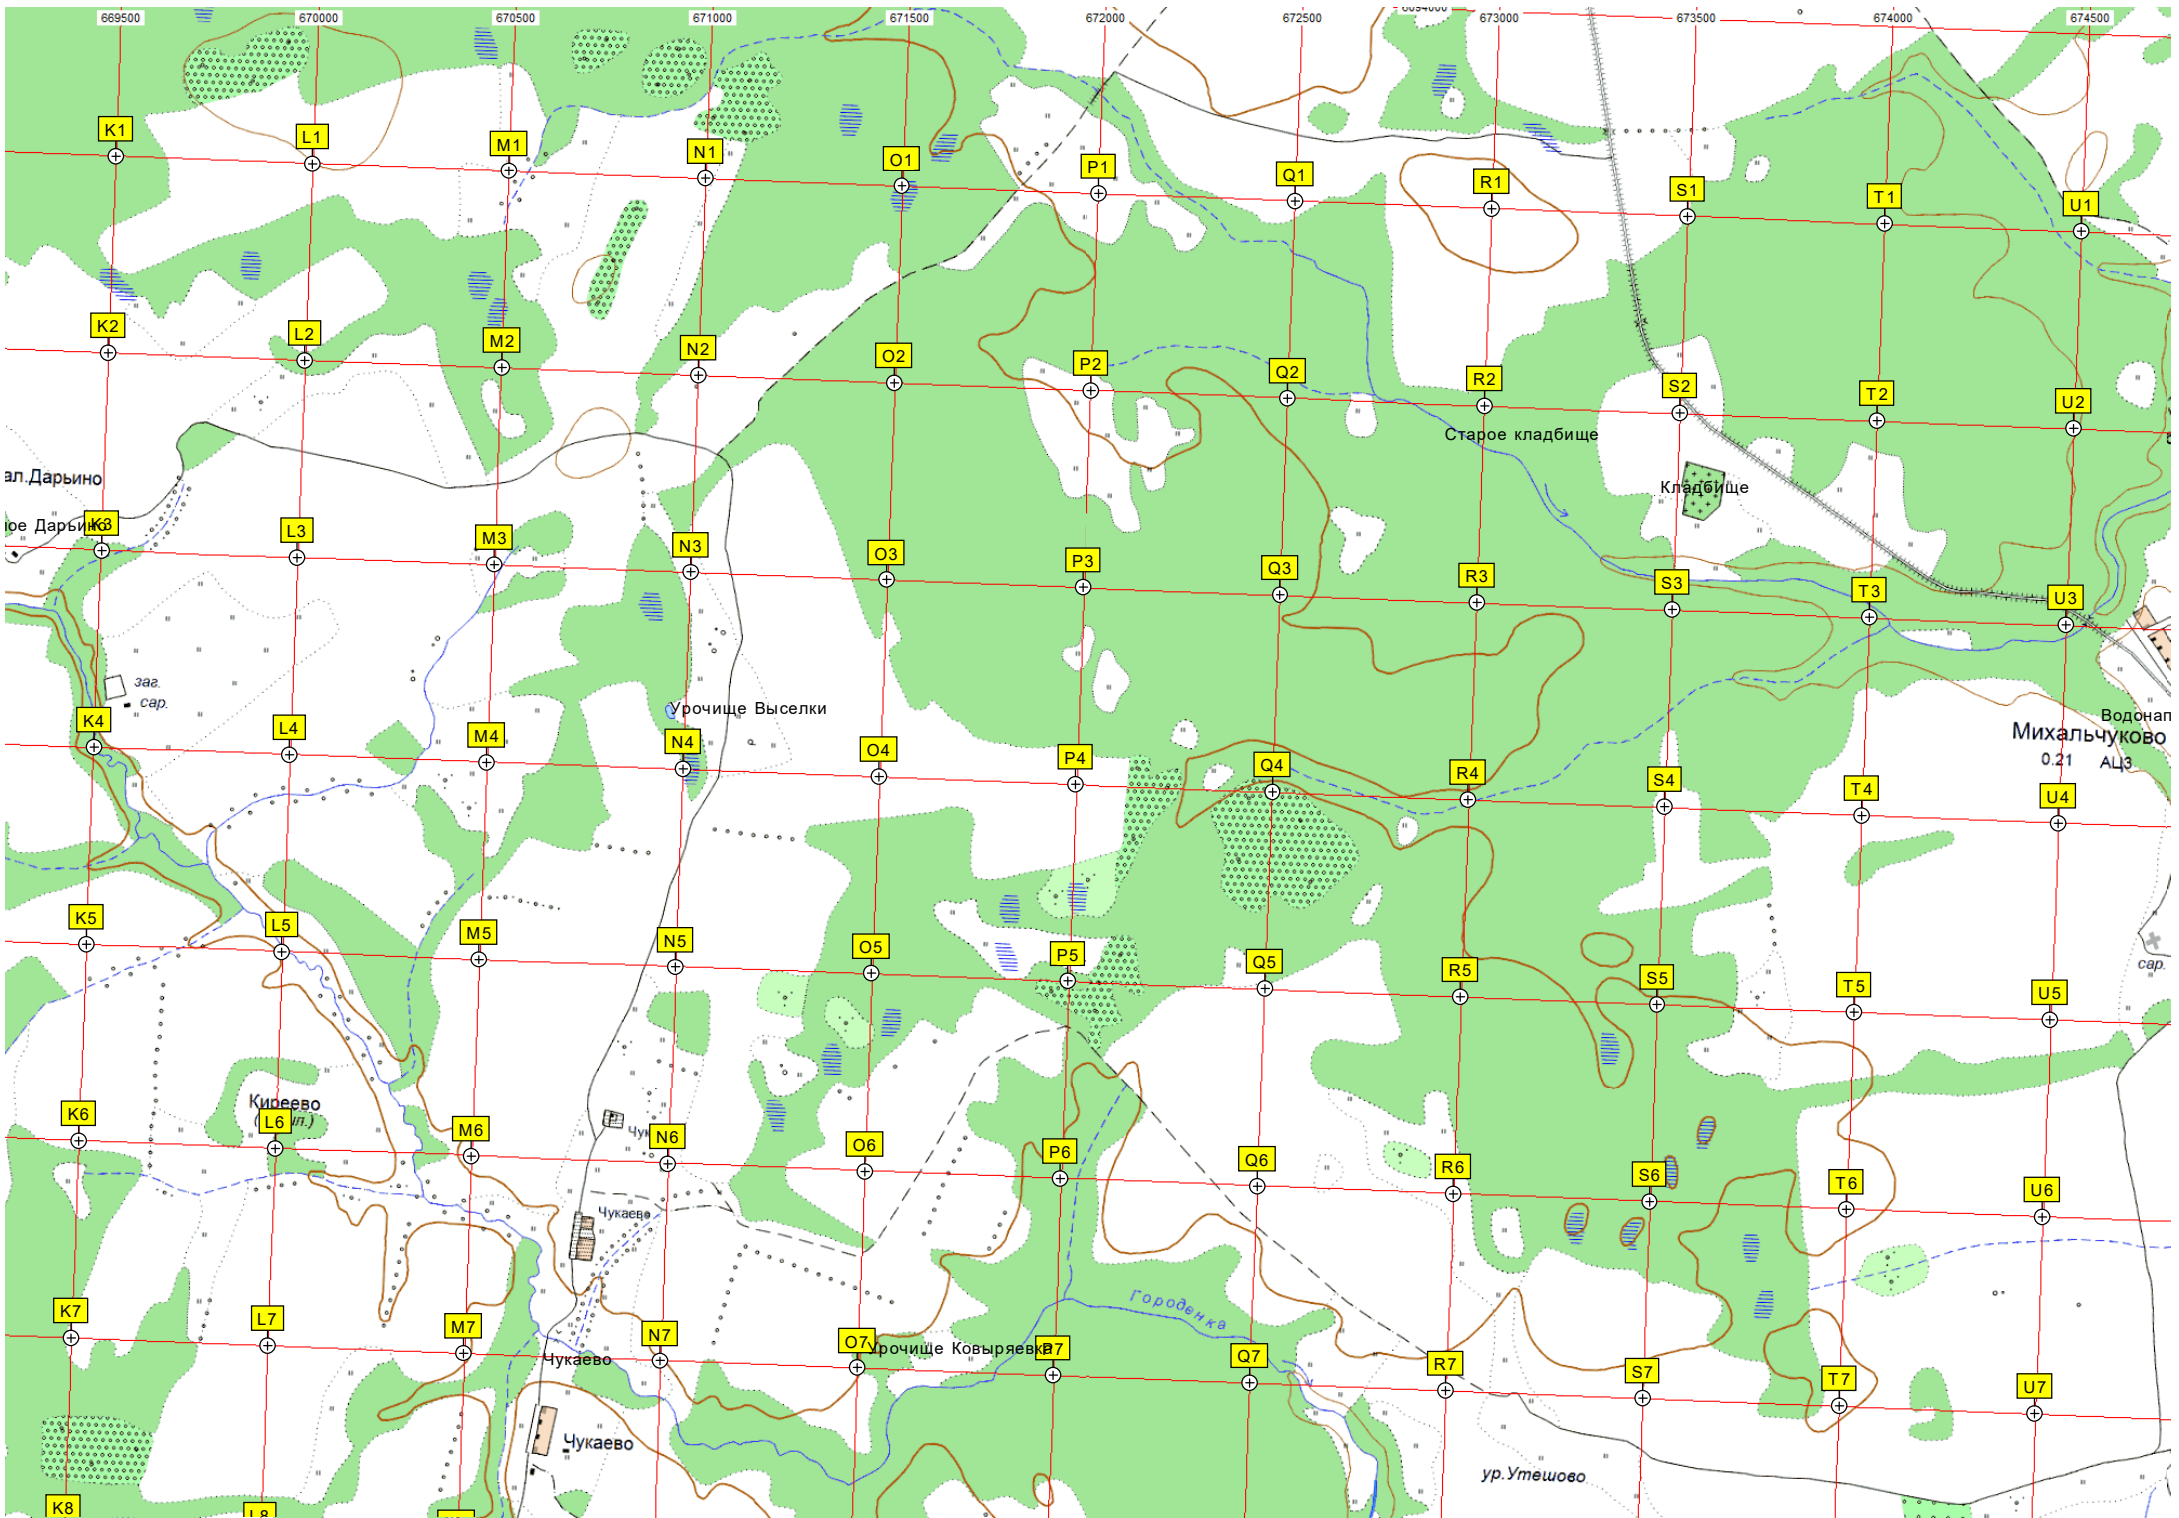 669500 670000 670500 671000 671500 672000 672500 673000 673500 674000 674500
K1 L1 M1 N1 O1 P1 Q1 R1 S1 T1 U1
K2 L2 M2 N2 O2 P2 Q2 R2 S2 T2 U2
Старое кладбище
ал.Дарьино
Кладбище
ое Дарьино
K3 L3 M3 N3 O3 P3 Q3 R3 S3 T3 U3
заг.
сар.
Урочище Выселки
Водонап
Михальчуково
0.21 АЦЗ
K4 L4 M4 N4 O4 P4 Q4 R4 S4 T4 U4
K5 L5 M5 N5 O5 P5 Q5 R5 S5 T5 U5
сар.
Киреево
K6 L6 M6 N6 O6 P6 Q6 R6 S6 T6 U6
Чукаево
Городенка
K7 L7 M7 N7 O7 P7 Q7 R7 S7 T7 U7
Урочище Ковыряевка
Чукаево
Чукаево
ур.Утешово
K8 L8